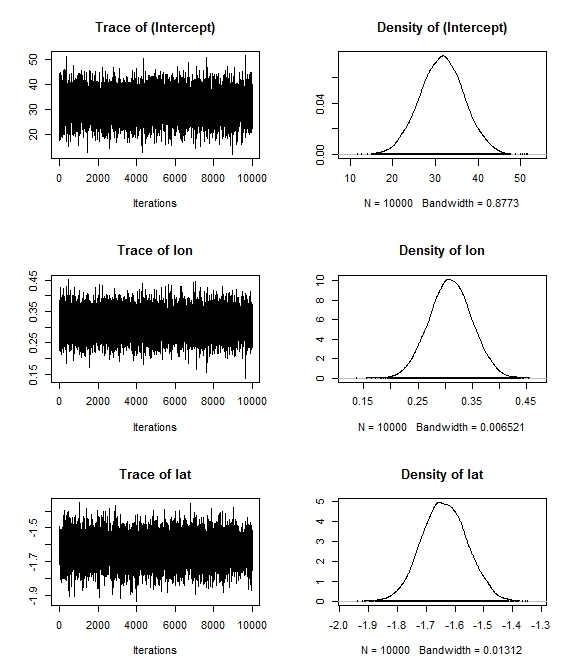 Trace of (Intercept)
50
40
30
20
0 2000 4000 6000 8000 10000
Iterations
Density of (Intercept)
0.04
0.00
10 20 30 40 50
N = 10000 Bandwidth = 0.8773
Trace of lon
0.45
0.35
0.25
0.15
0 2000 4000 6000 8000 10000
Iterations
Density of lon
10
8
6
4
2
0
0.15 0.25 0.35 0.45
N = 10000 Bandwidth = 0.006521
Trace of lat
-1.5
-1.7
-1.9
0 2000 4000 6000 8000 10000
Iterations
Density of lat
5
4
3
2
1
0
-2.0 -1.9 -1.8 -1.7 -1.6 -1.5 -1.4 -1.3
N = 10000 Bandwidth = 0.01312